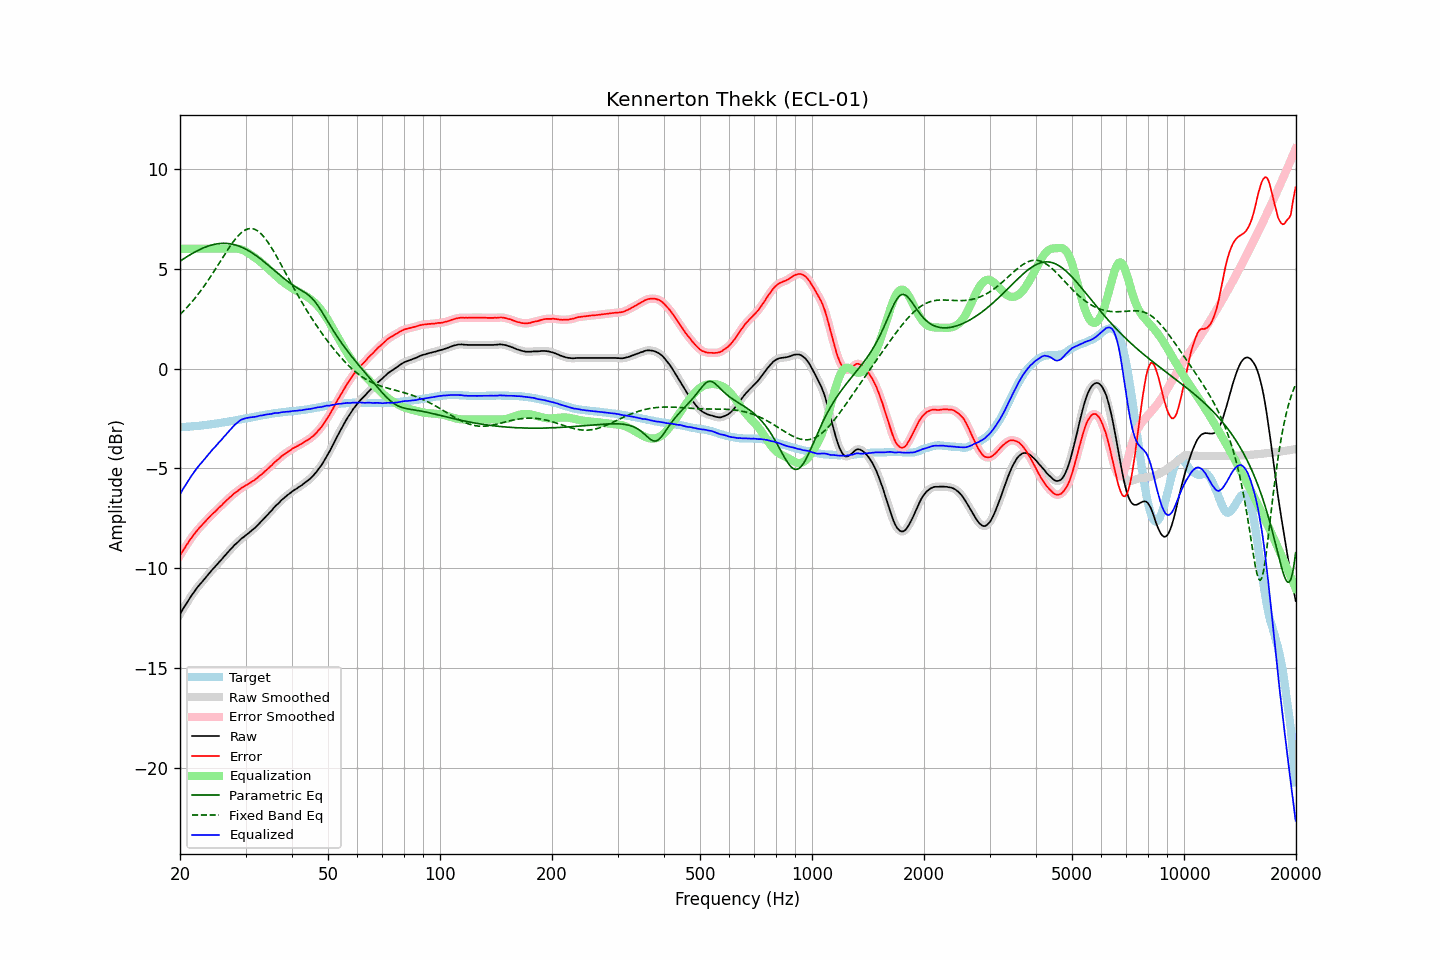 Kennerton Thekk (ECL-01)
Amplitude (dBr)
10
5
0
−5
−10
−15
−20
Target
Raw Smoothed
Error Smoothed
Raw
Error
Equalization
Parametric Eq
Fixed Band Eq
Equalized
20 50 100 200 500 1000 2000 5000 10000 20000
Frequency (Hz)